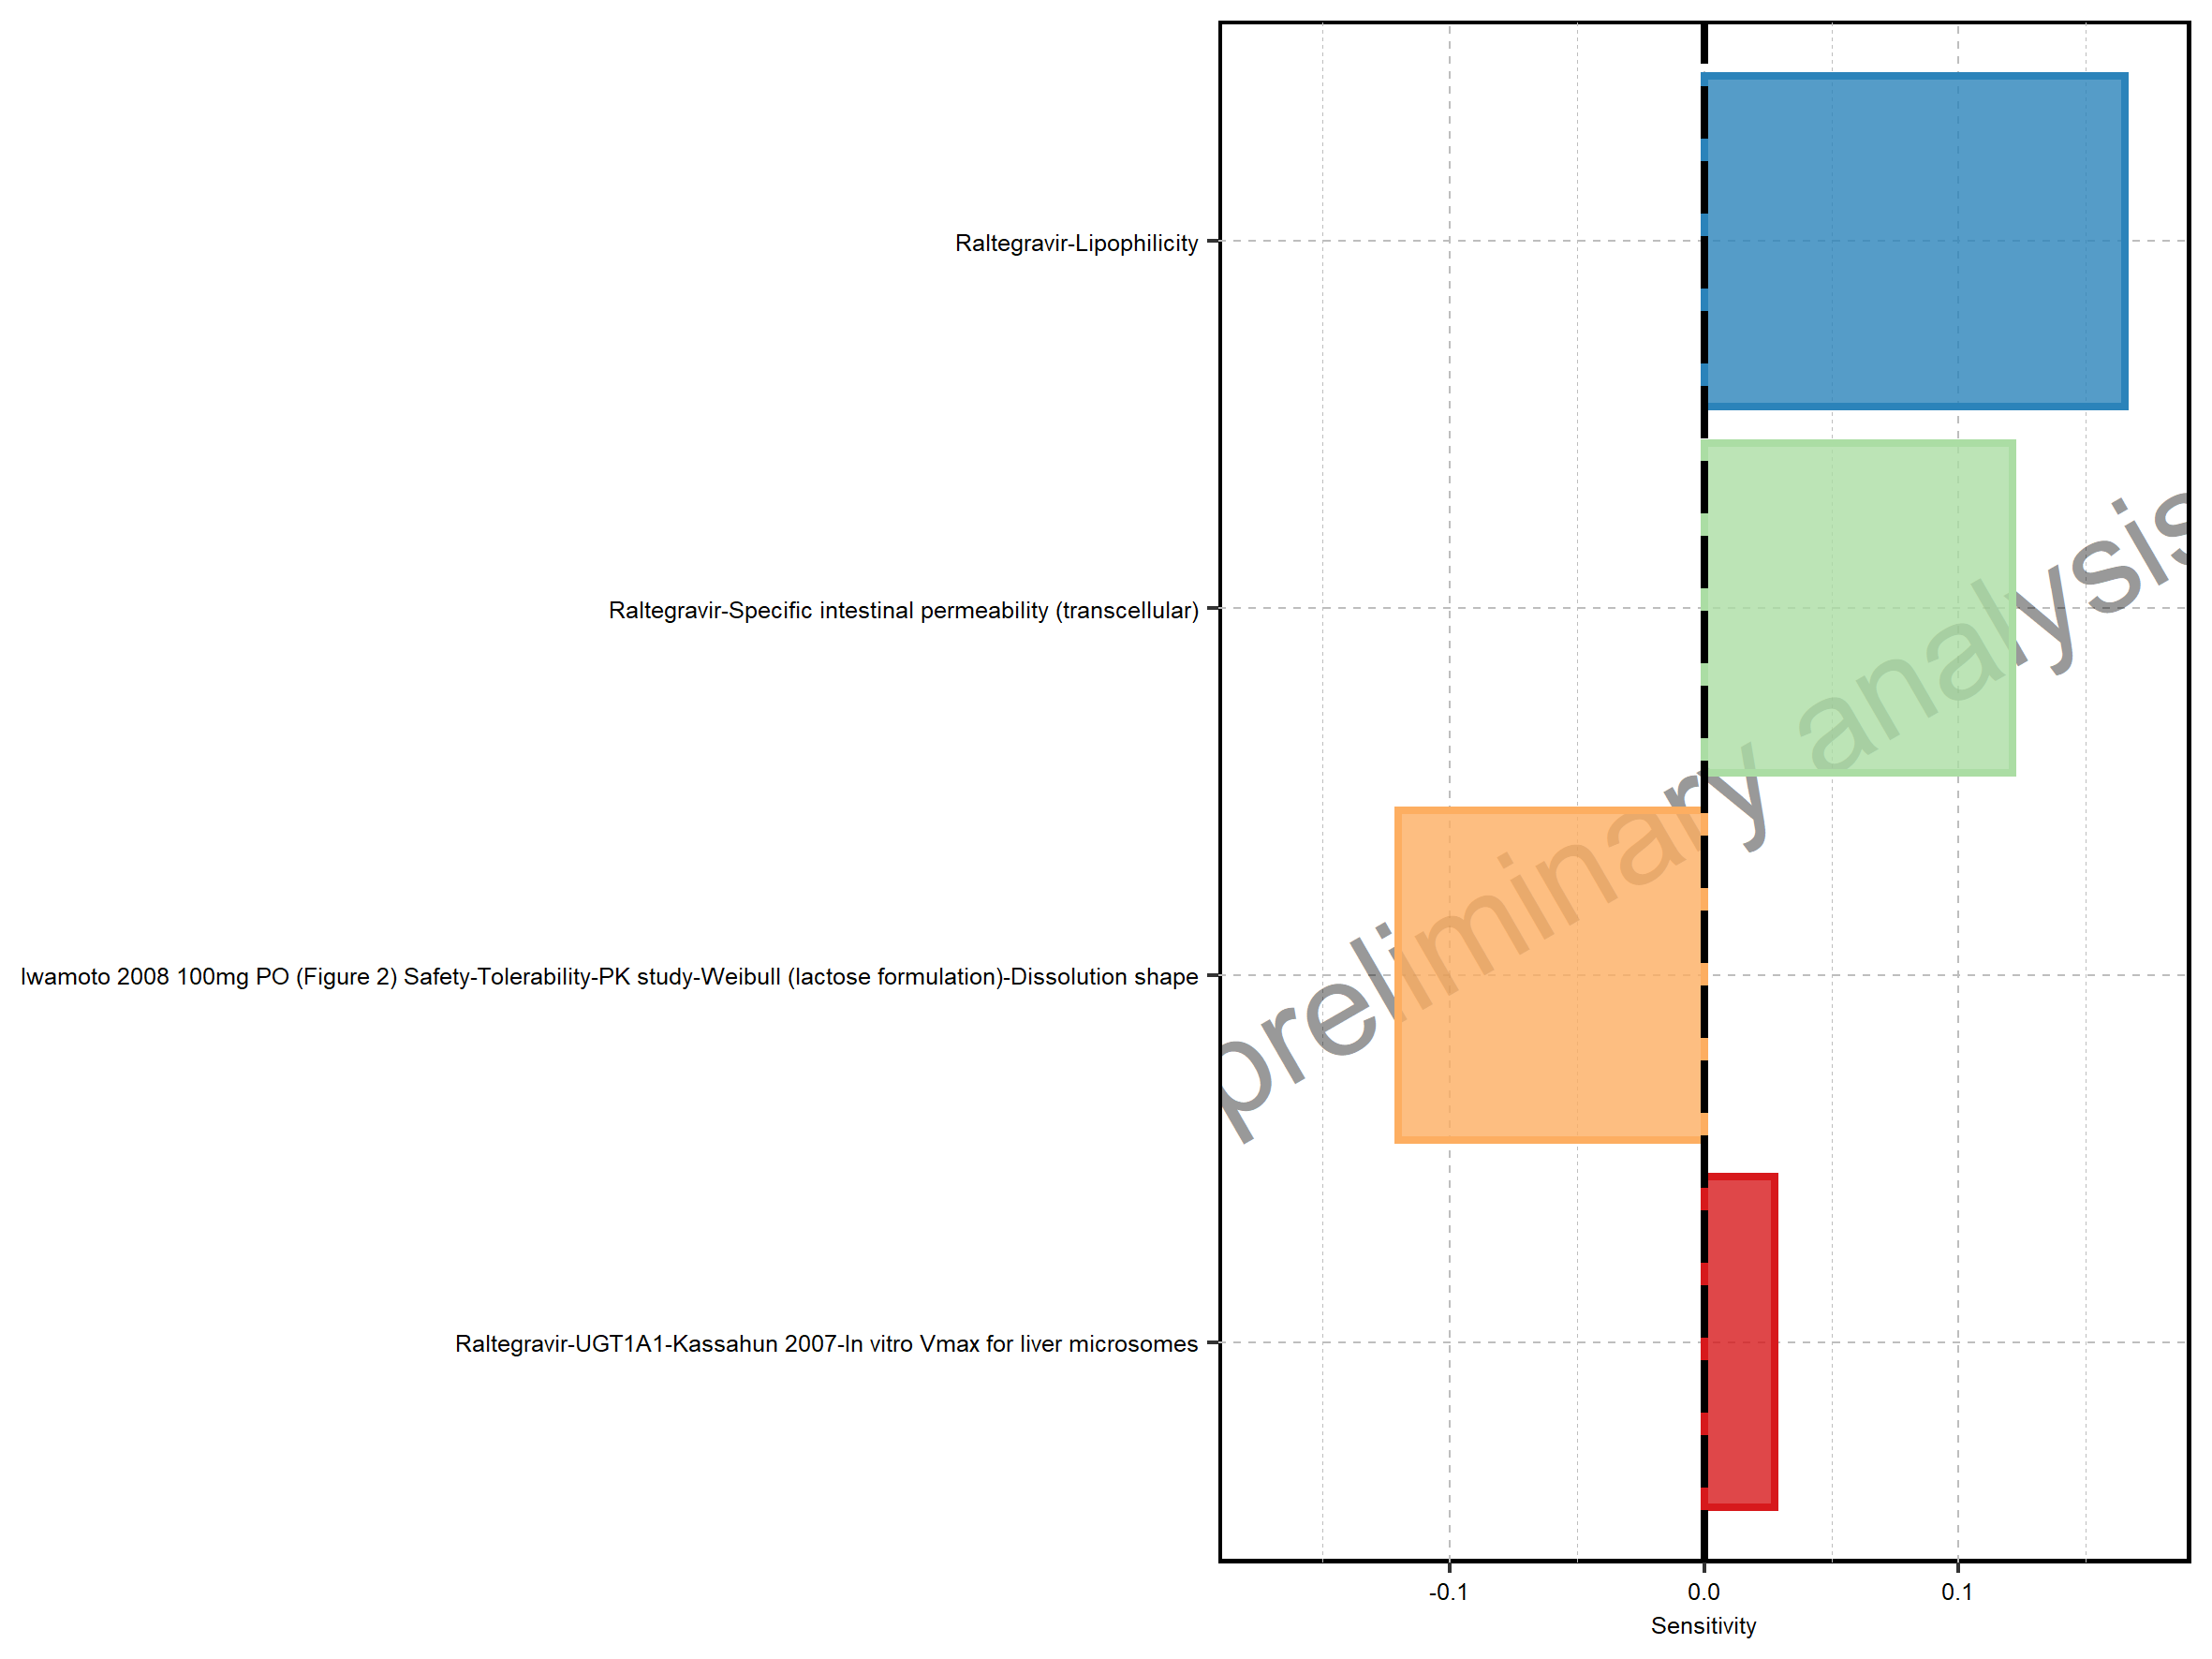 Raltegravir-Lipophilicity
Raltegravir-Specific intestinal permeability (transcellular)
Iwamoto 2008 100mg PO (Figure 2) Safety-Tolerability-PK study-Weibull (lactose formulation)-Dissolution shape
Raltegravir-UGT1A1-Kassahun 2007-In vitro Vmax for liver microsomes
preliminary analysis
-0.1 0.0 0.1
Sensitivity